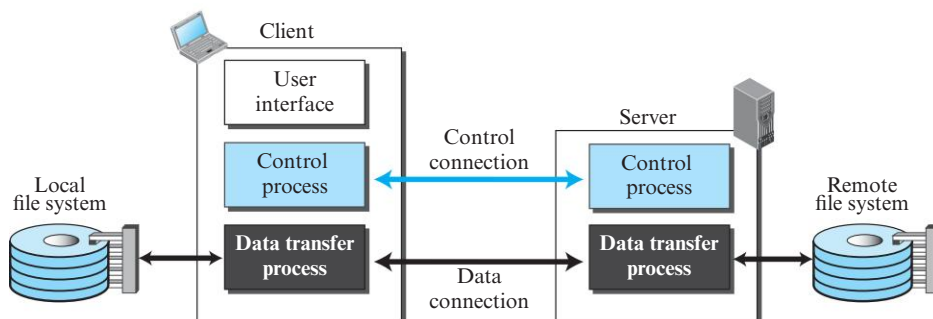 Client
User
interface
Server
Control
connection
Control
process
Control
process
Local
file system
Remote
file system
Data transfer
process
Data transfer
process
Data
connection